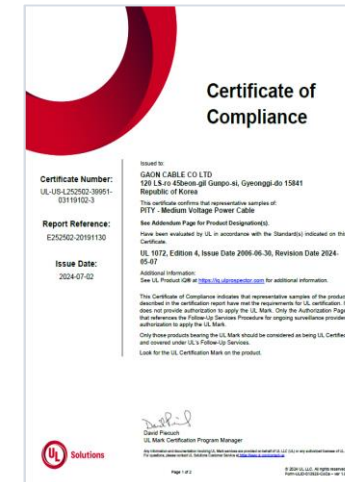 Certificate of
Compliance
Certificate Number:
UL-US-L252502-39951-
03119102-3
Report Reference:
E252502-20191130
Issue Date:
2024-07-02
Issued to:
GAON CABLE CO LTD
120 LS-ro 45beon-gil Gunpo-si, Gyeonggi-do 15841
Republic of Korea
This certificate confirms that representative samples of:
PITY - Medium Voltage Power Cable
See Addendum Page for Product Designation(s).
Have been evaluated by UL in accordance with the Standard(s) indicated on this
Certificate.
UL 1072, Edition 4, Issue Date 2006-06-30, Revision Date 2024-
05-07
Additional Information:
See UL Product iQ® at https://iq.ulprospector.com for additional information.
This Certificate of Compliance indicates that representative samples of the product
described in the certification report have met the requirements for UL certification. I
does not provide authorization to apply the UL Mark. Only the Authorization Page
that references the Follow-Up Services Procedure for ongoing surveillance provides
authorization to apply the UL Mark.
Only those products bearing the UL Mark should be considered as being UL Certified
and covered under UL's Follow-Up Services.
Look for the UL Certification Mark on the product.
David Piecuch
UL Mark Certification Program Manager
UL Solutions
Page 1 of 2